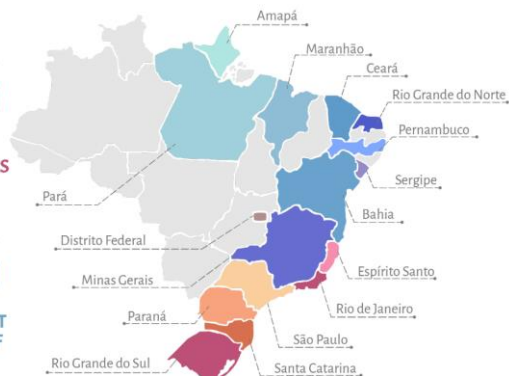 Amapá
Maranhão
Ceará
Rio Grande do Norte
Pernambuco
S
Sergipe
Pará
Bahia
Distrito Federal
Espírito Santo
Minas Gerais
Rio de Janeiro
Paraná
T
F
São Paulo
Rio Grande do Sul
Santa Catarina